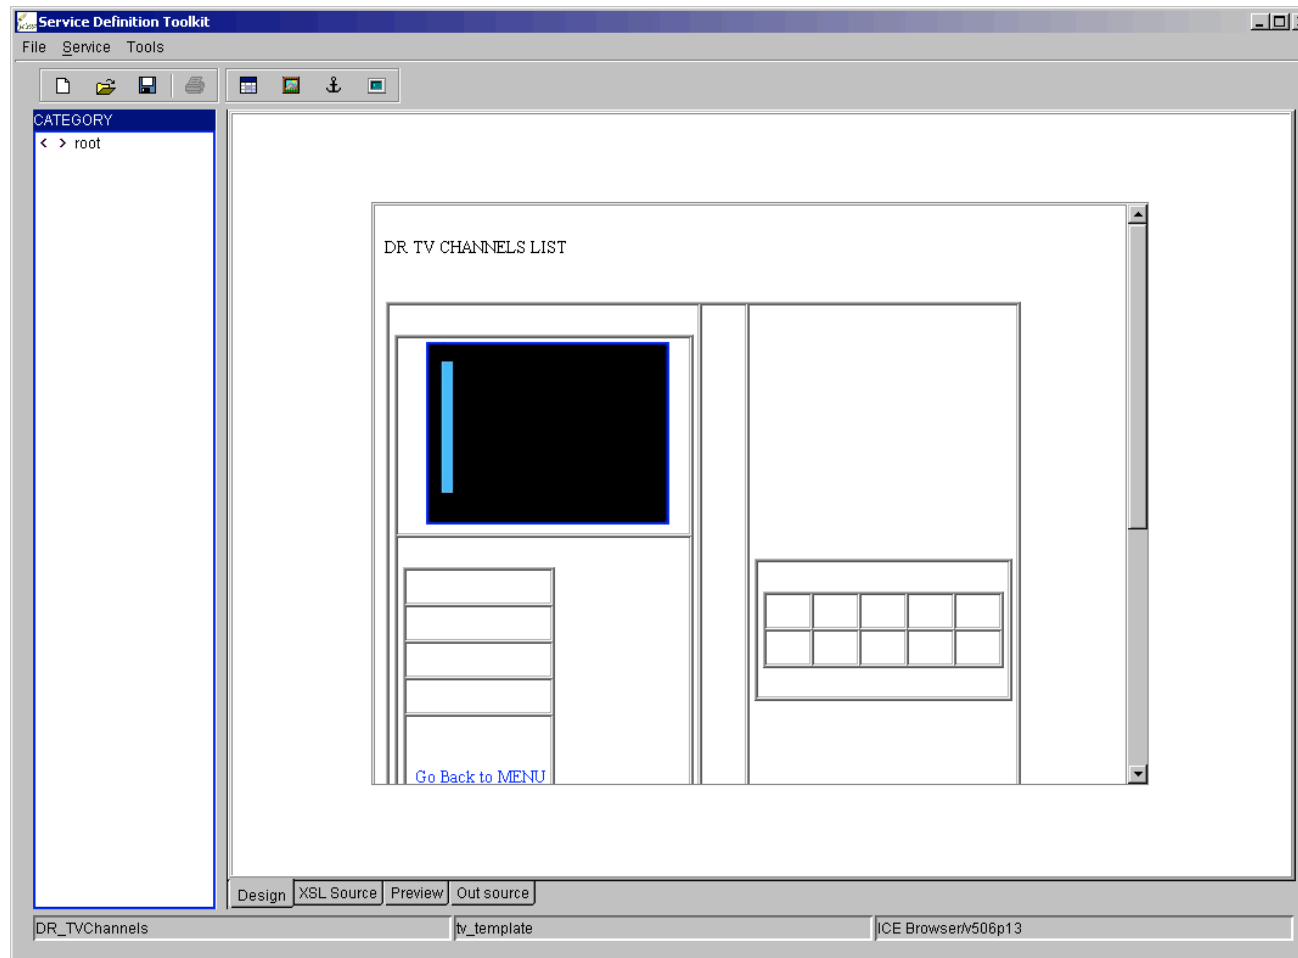 Service Definition Toolkit
File Service Tools
CATEGORY
< > root
DR TV CHANNELS LIST
Go Back to MENU
Design XSL Source Preview Out source
DR_TVChannels tv_template ICE Browser/v506p13